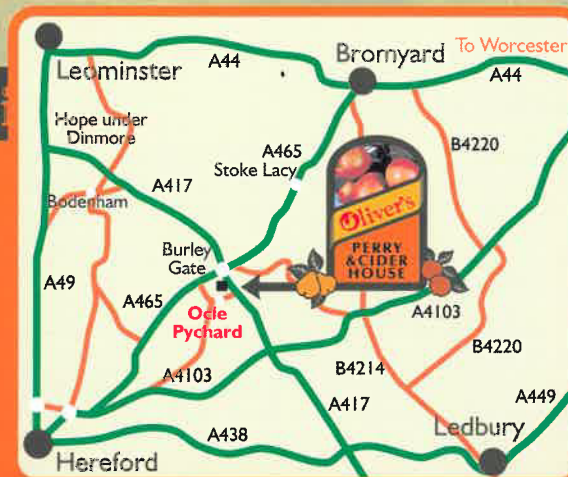 Leominster
A44
Bromyard
To Worcester
A44
Hope under
Dinmore
A465
Stoke Lacy
B4220
A417
Bodenham
Oliver's
PERRY
& CIDER
HOUSE
Burley
Gate
A49
A465
Ocle
Pychard
A4103
A4103
B4214
B4220
A417
A449
A438
Ledbury
Hereford